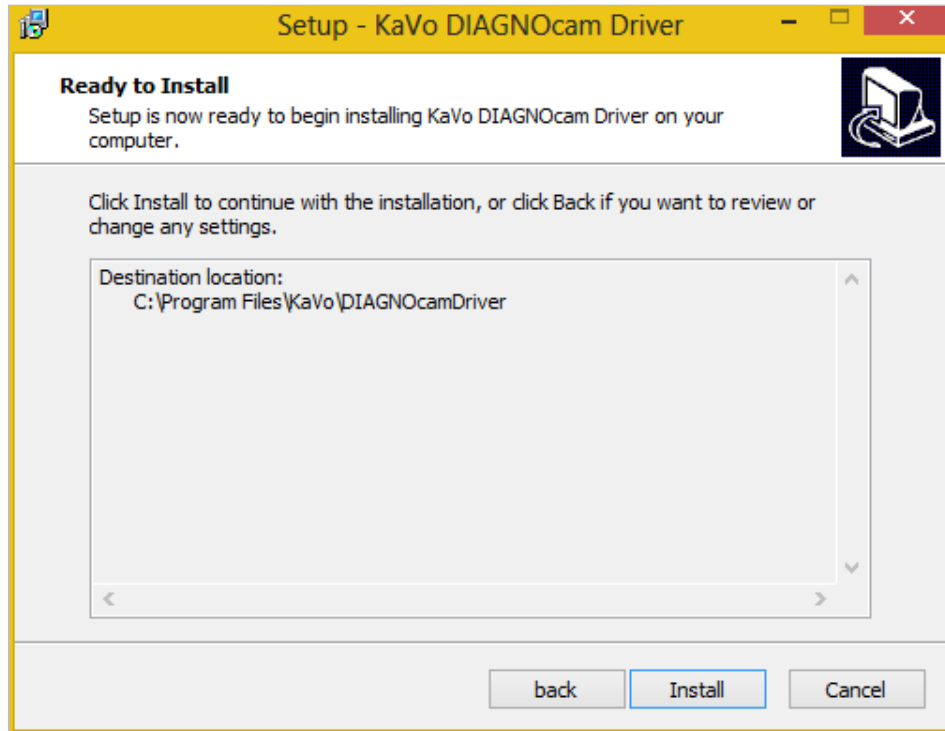 Setup - KaVo DIAGNOcam Driver
Ready to Install
Setup is now ready to begin installing KaVo DIAGNOcam Driver on your
computer.
Click Install to continue with the installation, or click Back if you want to review or
change any settings.
Destination location:
C:\Program Files\KaVo\DIAGNOcamDriver
back Install Cancel